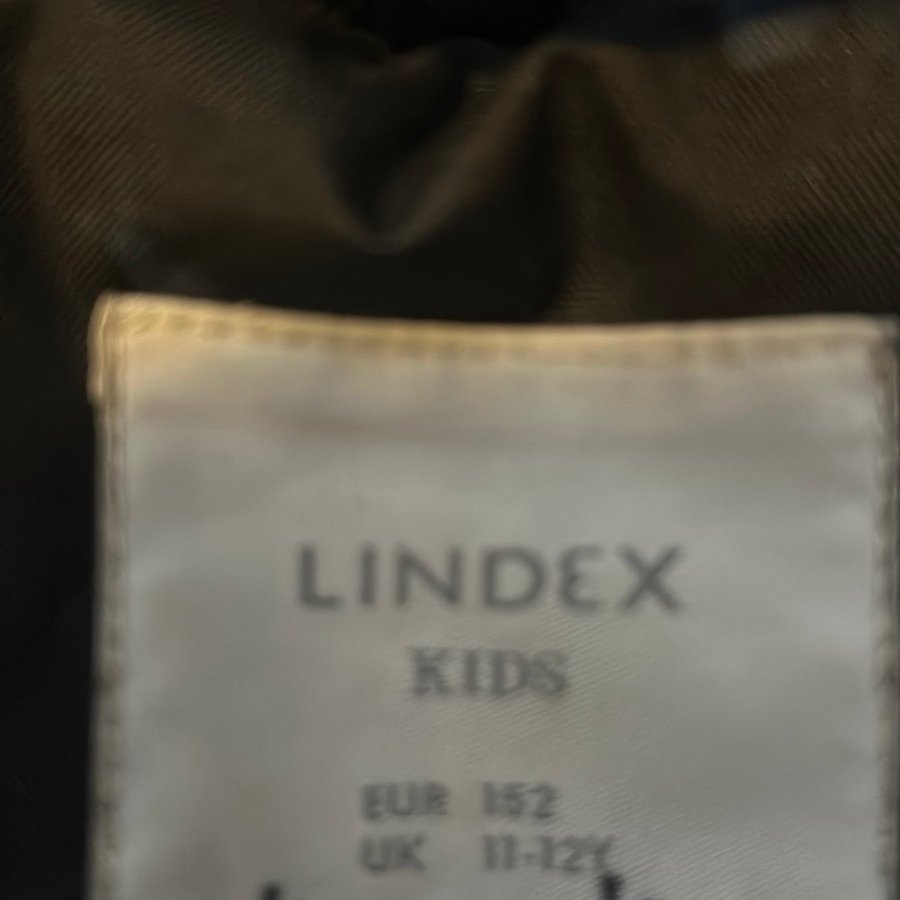 LINDEX
KIDS
EUR 152
UK 11-12Y